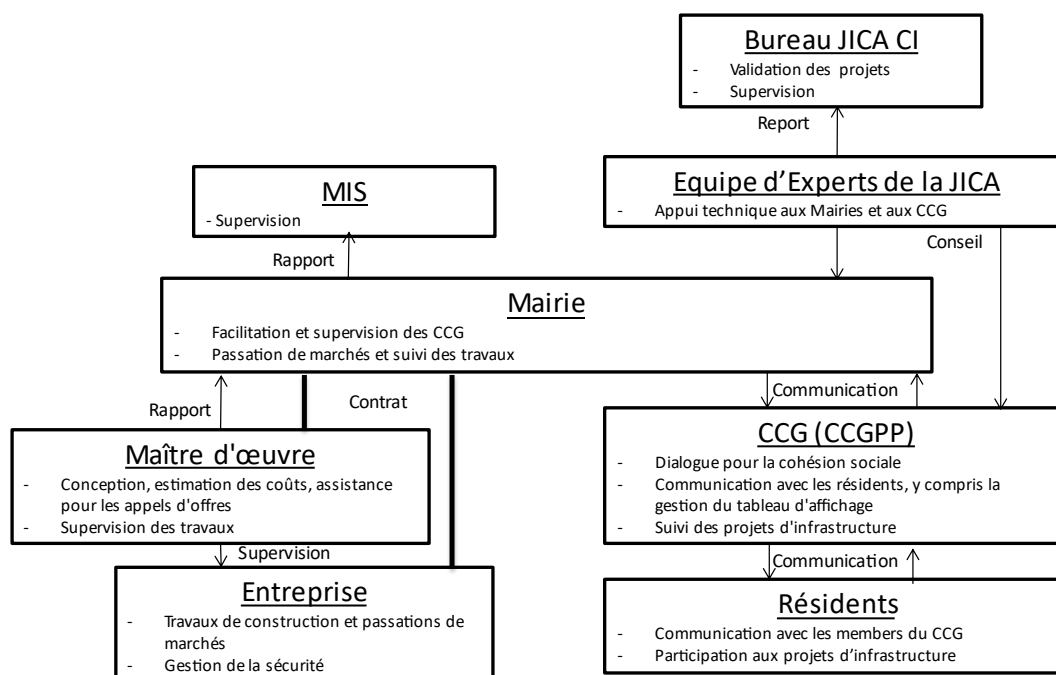 Bureau JICA CI
- Validation des projets
- Supervision
Report
Equipe d’Experts de la JICA
- Appui technique aux Mairies et aux CCG
MIS
- Supervision
Conseil
Rapport
Mairie
- Facilitation et supervision des CCG
- Passation de marchés et suivi des travaux
Rapport
Contrat
Communication
Maître d'œuvre
- Conception, estimation des coûts, assistance
pour les appels d'offres
- Supervision des travaux
CCG (CCGPP)
- Dialogue pour la cohésion sociale
- Communication avec les résidents, y compris la
gestion du tableau d'affichage
- Suivi des projets d'infrastructure
Supervision
Communication
Entreprise
- Travaux de construction et passations de
marchés
- Gestion de la sécurité
Résidents
- Communication avec les members du CCG
- Participation aux projets d’infrastructure